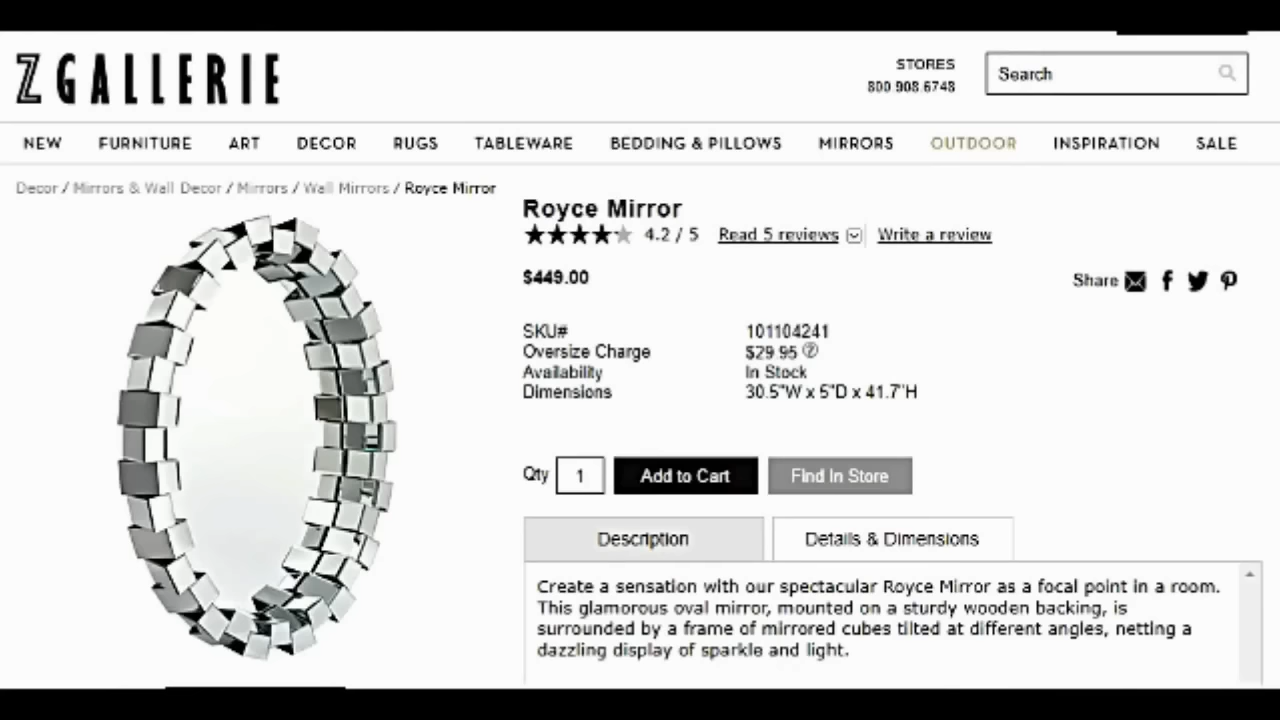 Z GALLERIE
STORES
800 908.6748
Search
NEW FURNITURE ART DECOR RUGS TABLEWARE BEDDING & PILLOWS MIRRORS OUTDOOR INSPIRATION SALE
Decor / Mirrors & Wall Decor / Mirrors / Wall Mirrors / Royce Mirror
Royce Mirror
4.2 / 5 Read 5 reviews Write a review
$449.00
Share
SKU# 101104241
Oversize Charge $29.95 ?
Availability In Stock
Dimensions 30.5"W x 5"D x 41.7"H
Qty 1 Add to Cart Find In Store
Description Details & Dimensions
Create a sensation with our spectacular Royce Mirror as a focal point in a room.
This glamorous oval mirror, mounted on a sturdy wooden backing, is
surrounded by a frame of mirrored cubes tilted at different angles, netting a
dazzling display of sparkle and light.